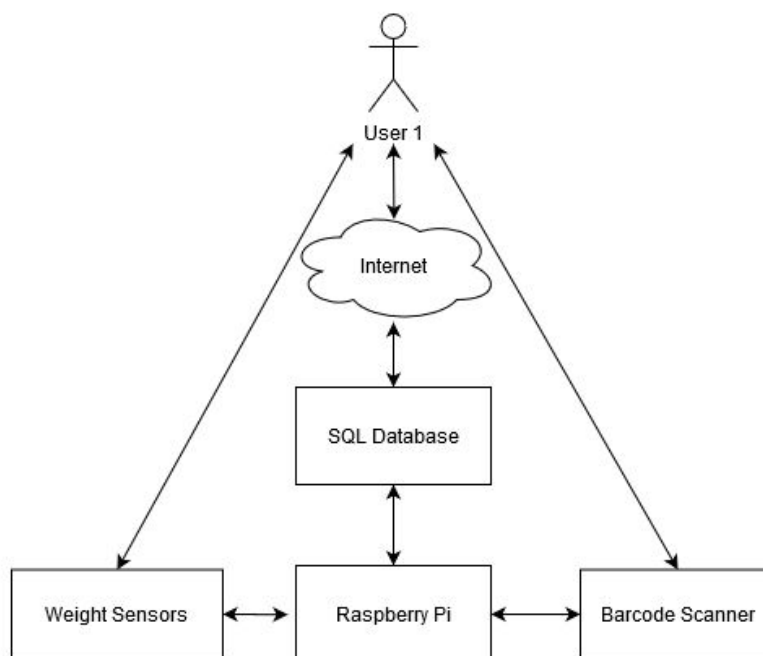 User 1
Internet
SQL Database
Weight Sensors
Raspberry Pi
Barcode Scanner